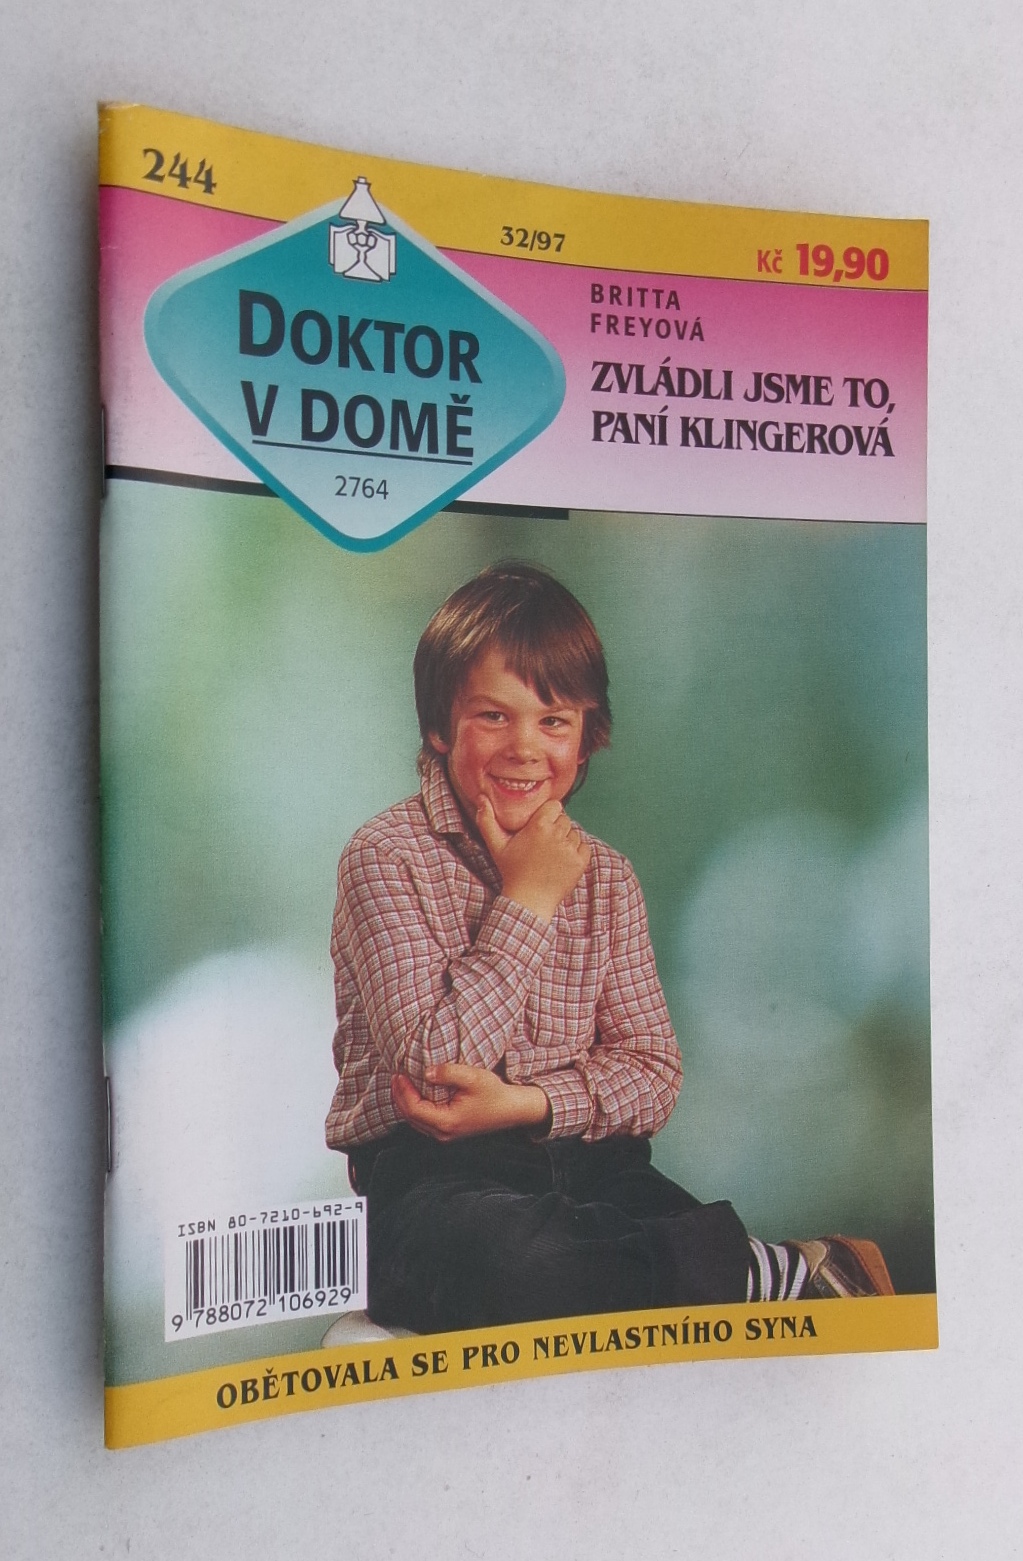 244
32/97
Kč 19,90
DOKTOR
V DOMĚ
2764
BRITTA
FREYOVÁ
ZVLÁDLI JSME TO,
PANÍ KLINGEROVÁ
ISBN 80-7210-692-9
9 788072 106929
OBĚTOVALA SE PRO NEVLASTNÍHO SYNA